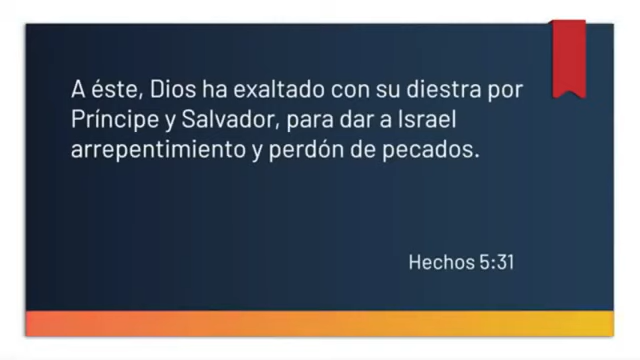 A éste, Dios ha exaltado con su diestra por
Príncipe y Salvador, para dar a Israel
arrepentimiento y perdón de pecados.
Hechos 5:31